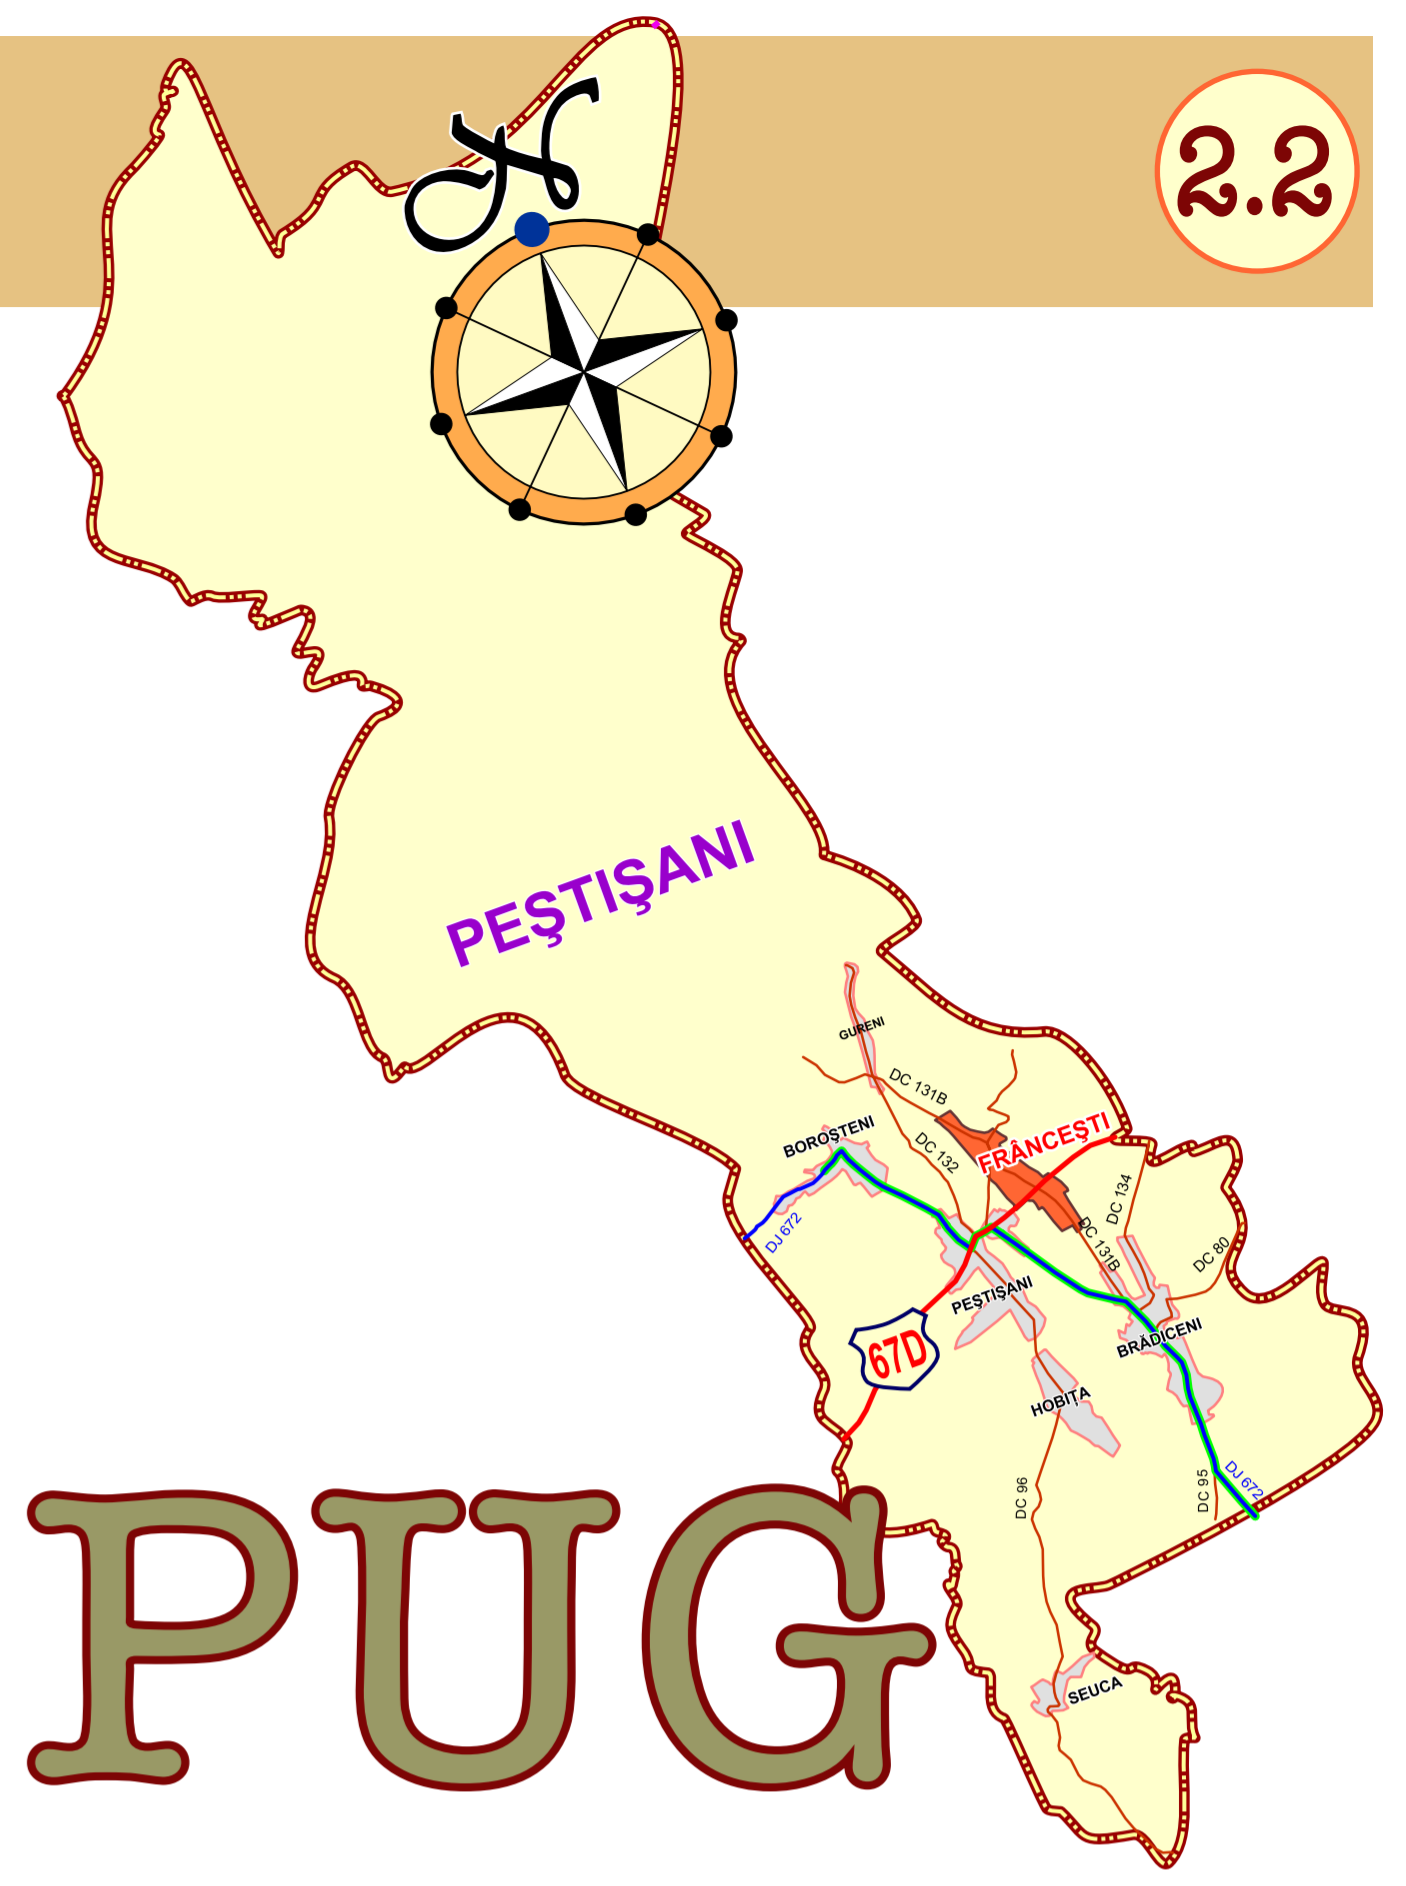 N
2.2
PEŞTIŞANI
GURENI
DC 131B
BOROŞTENI
DC 132
FRÂNCEŞTI
DC 134
DJ 672
DC 131B
DC 80
PEŞTIŞANI
BRĂDICENI
67D
HOBIŢA
DC 96
DC 95
DJ 672
PUG
SEUCA